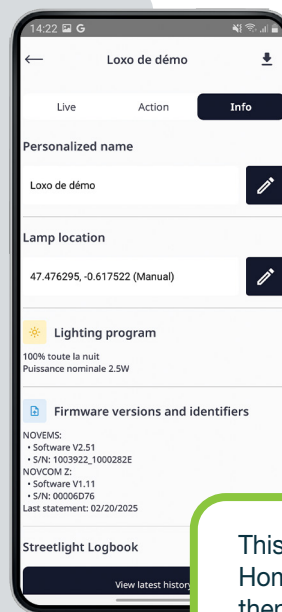 14:22 G
Loxo de démo
Live Action Info
Personalized name
Loxo de démo
Lamp location
47.476295, -0.617522 (Manual)
Lighting program
100% toute la nuit
Puissance nominale 2.5W
Firmware versions and identifiers
NOVEMS:
• Software V2.51
• S/N: 1003922_1000282E
NOVCOM Z:
• Software V1.11
• S/N: 00006D76
Last statement: 02/20/2025
Streetlight Logbook
View latest history
This
Hom
then